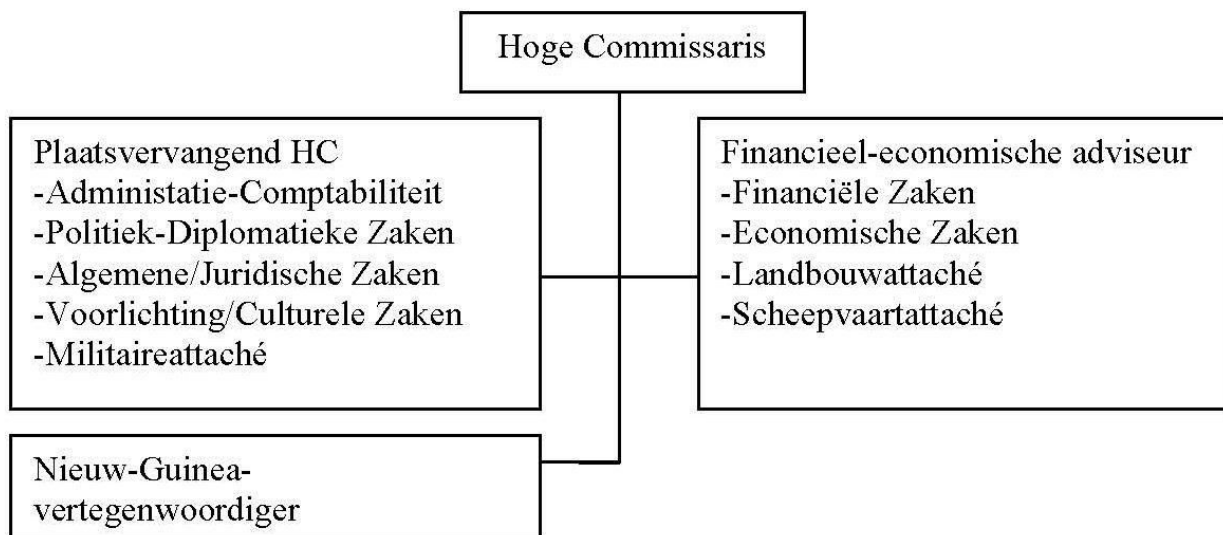 Hoge Commissaris
Plaatsvervangend HC
-Administatie-Comptabiliteit
-Politiek-Diplomatieke Zaken
-Algemene/Juridische Zaken
-Voorlichting/Culturele Zaken
-Militaireattaché
Financieel-economische adviseur
-Financiële Zaken
-Economische Zaken
-Landbouwattaché
-Scheepvaartattaché
Nieuw-Guinea-
vertegenwoordiger